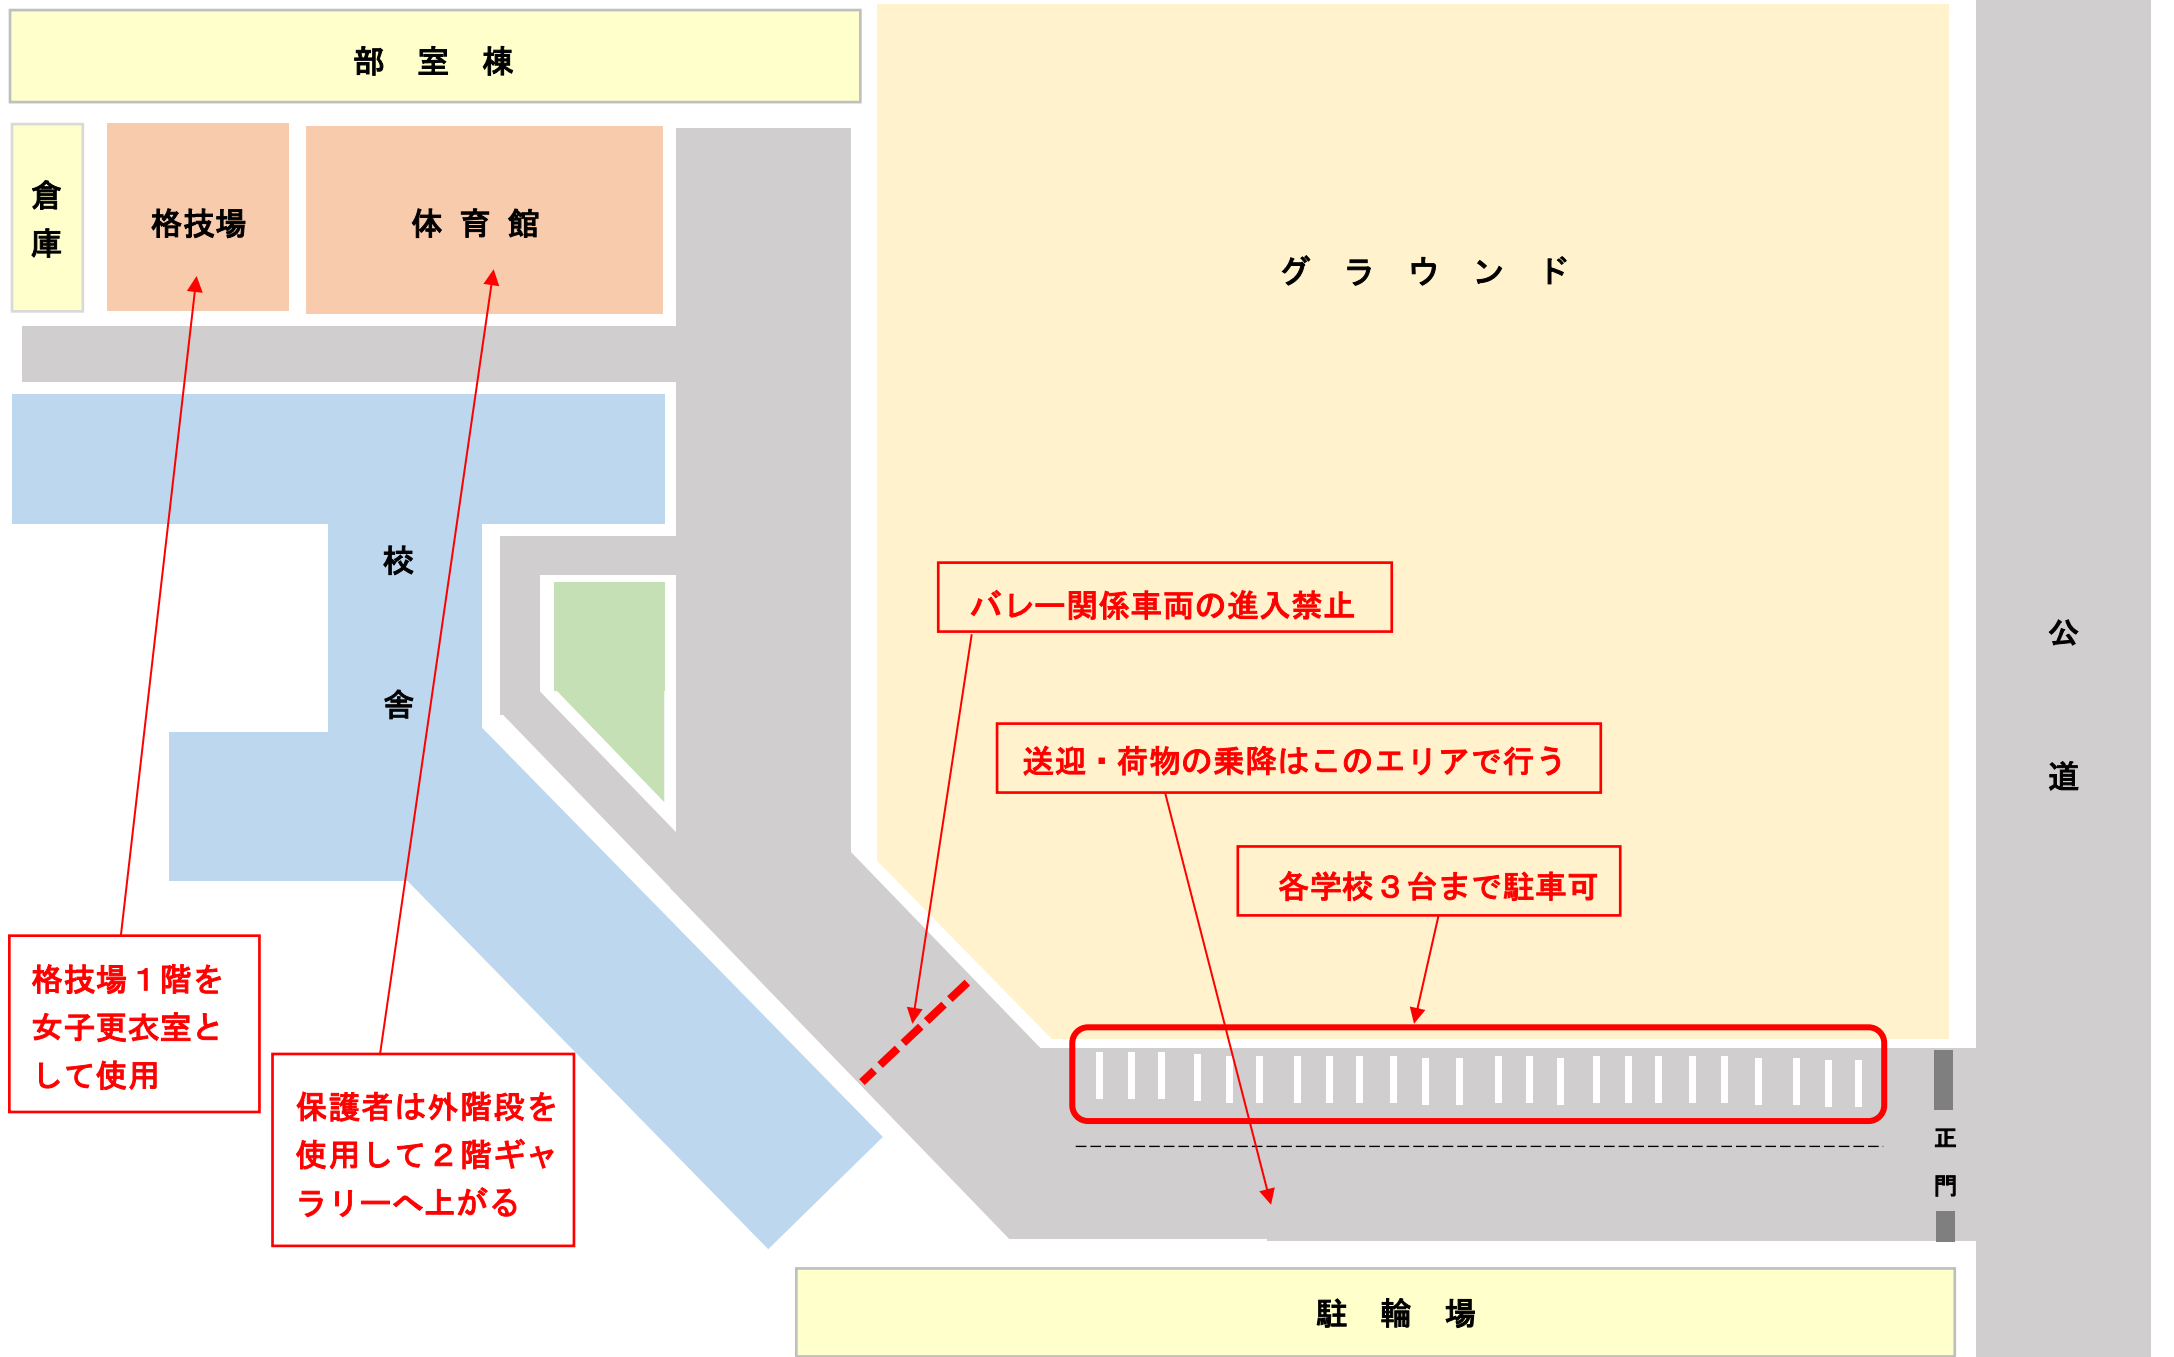 部 室 棟
倉
庫
格技場
体 育 館
グ ラ ウ ン ド
校
舎
公
道
バレー関係車両の進入禁止
送迎・荷物の乗降はこのエリアで行う
各学校３台まで駐車可
格技場１階を
女子更衣室と
して使用
保護者は外階段を
使用して２階ギャ
ラリーへ上がる
正
門
駐 輪 場